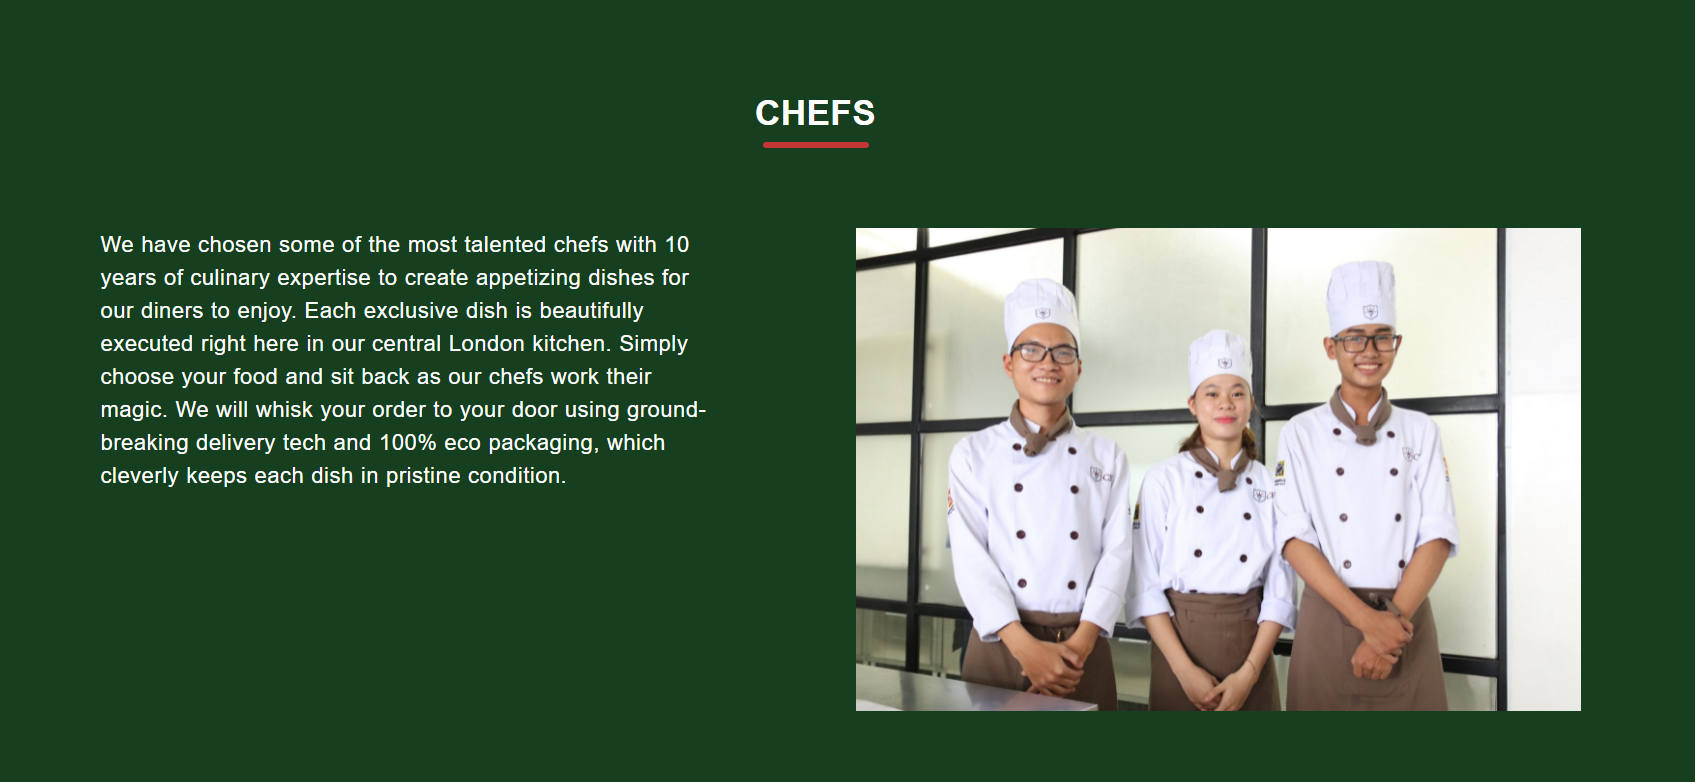 CHEFS
We have chosen some of the most talented chefs with 10
years of culinary expertise to create appetizing dishes for
our diners to enjoy. Each exclusive dish is beautifully
executed right here in our central London kitchen. Simply
choose your food and sit back as our chefs work their
magic. We will whisk your order to your door using ground-
breaking delivery tech and 100% eco packaging, which
cleverly keeps each dish in pristine condition.